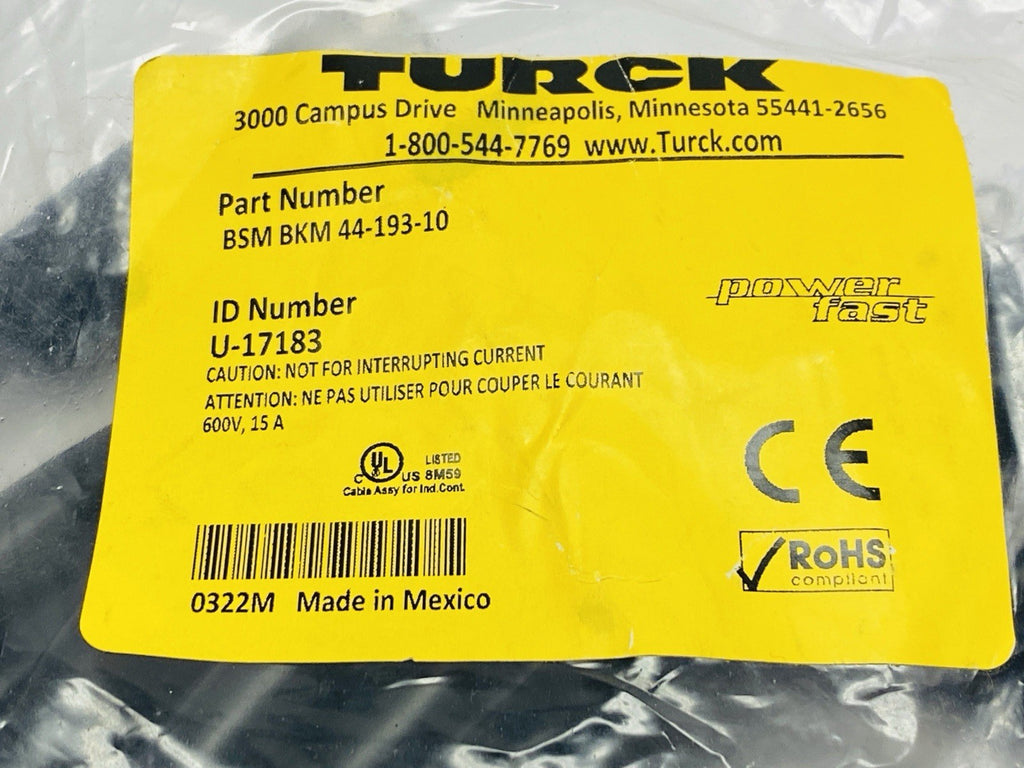 TURCK
3000 Campus Drive Minneapolis, Minnesota 55441-2656
1-800-544-7769 www.Turck.com
Part Number
BSM BKM 44-193-10
power
fast
ID Number
U-17183
CAUTION: NOT FOR INTERRUPTING CURRENT
ATTENTION: NE PAS UTILISER POUR COUPER LE COURANT
600V, 15 A
UL LISTED
US 8M59
Cable Assy for Ind.Cont.
CE
RoHS
compliant
0322M Made in Mexico